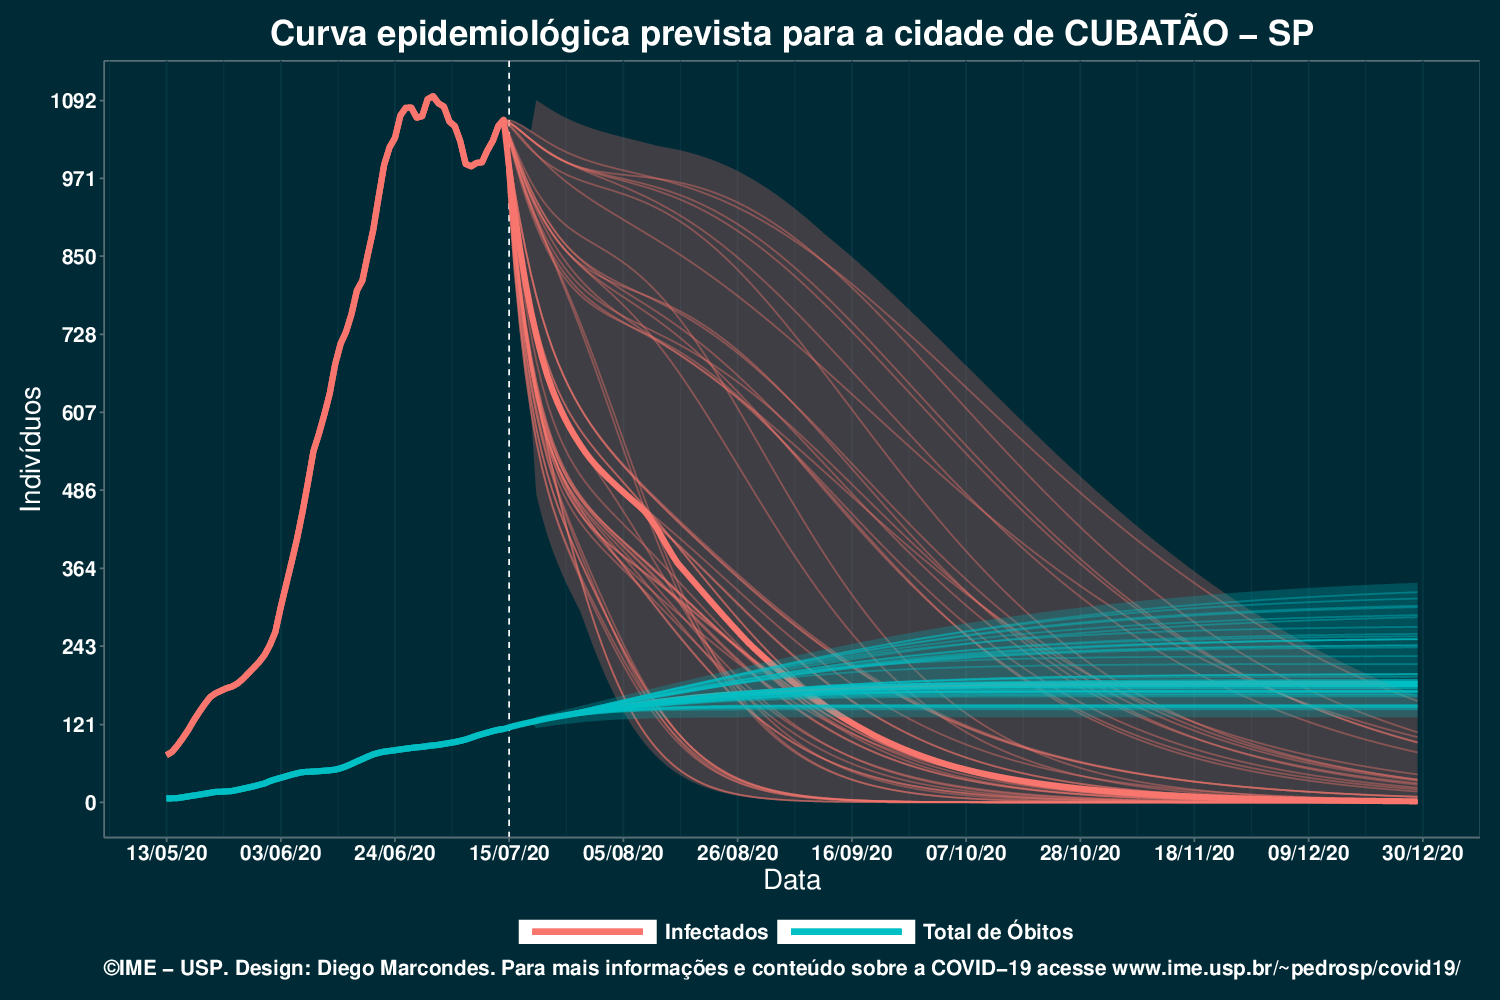 Curva epidemiológica prevista para a cidade de CUBATÃO – SP
1092
971
850
728
607
486
364
243
121
0
Indivíduos
13/05/20 03/06/20 24/06/20 15/07/20 05/08/20 26/08/20 16/09/20 07/10/20 28/10/20 18/11/20 09/12/20 30/12/20
Data
Infectados Total de Óbitos
©IME – USP. Design: Diego Marcondes. Para mais informações e conteúdo sobre a COVID–19 acesse www.ime.usp.br/~pedrosp/covid19/